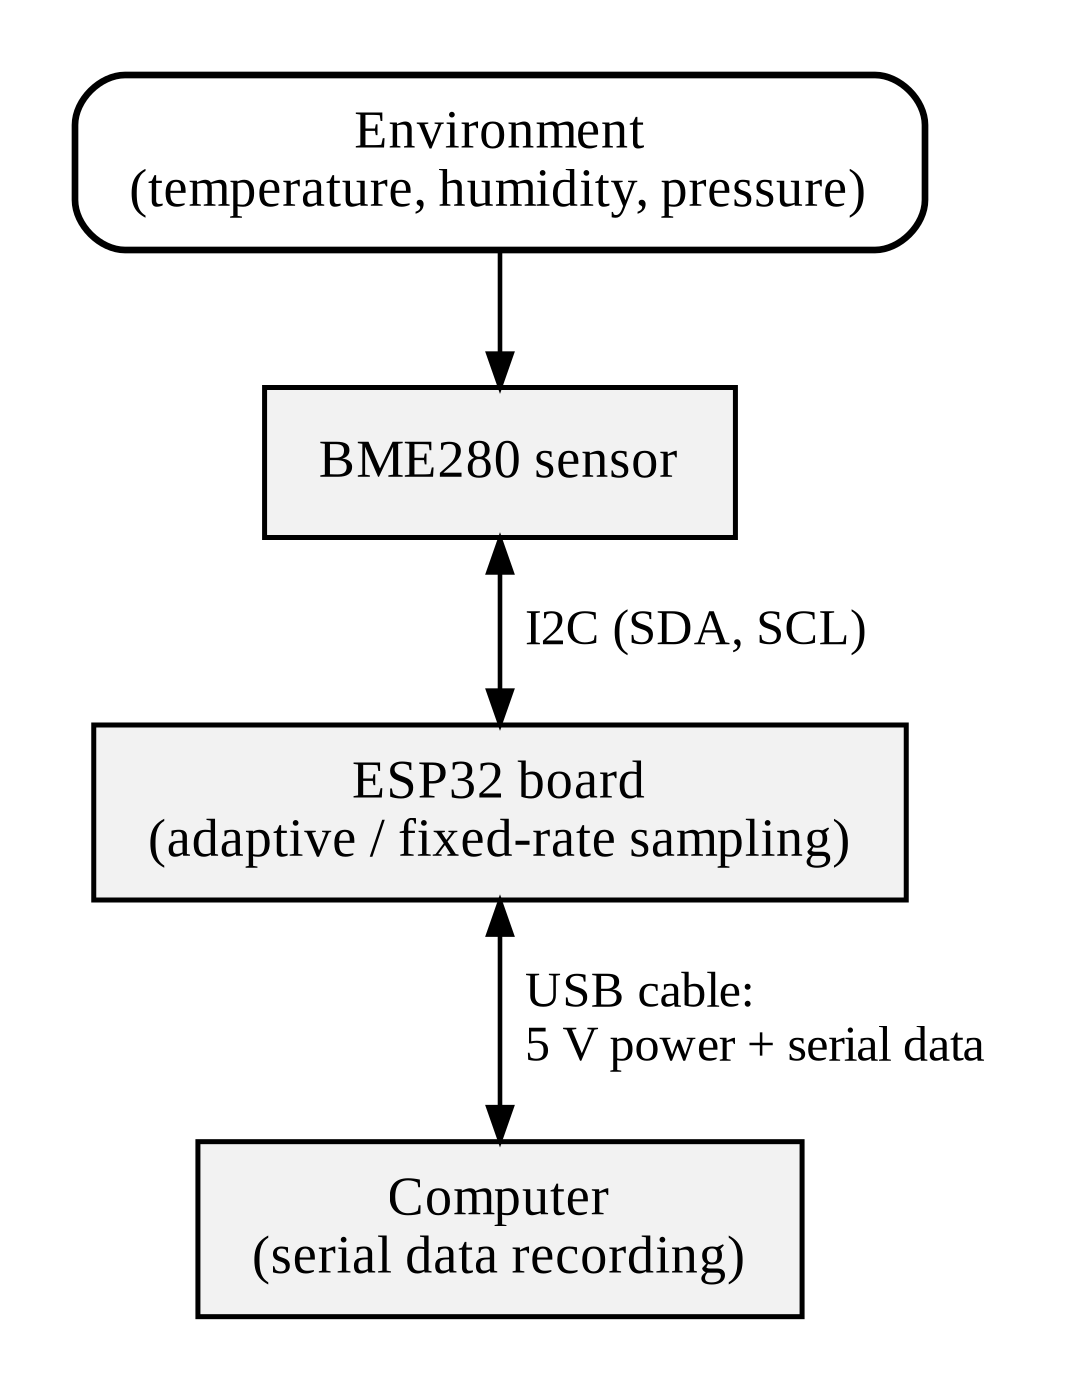 Environment
(temperature, humidity, pressure)
BME280 sensor
I2C (SDA, SCL)
ESP32 board
(adaptive / fixed-rate sampling)
USB cable:
5 V power + serial data
Computer
(serial data recording)